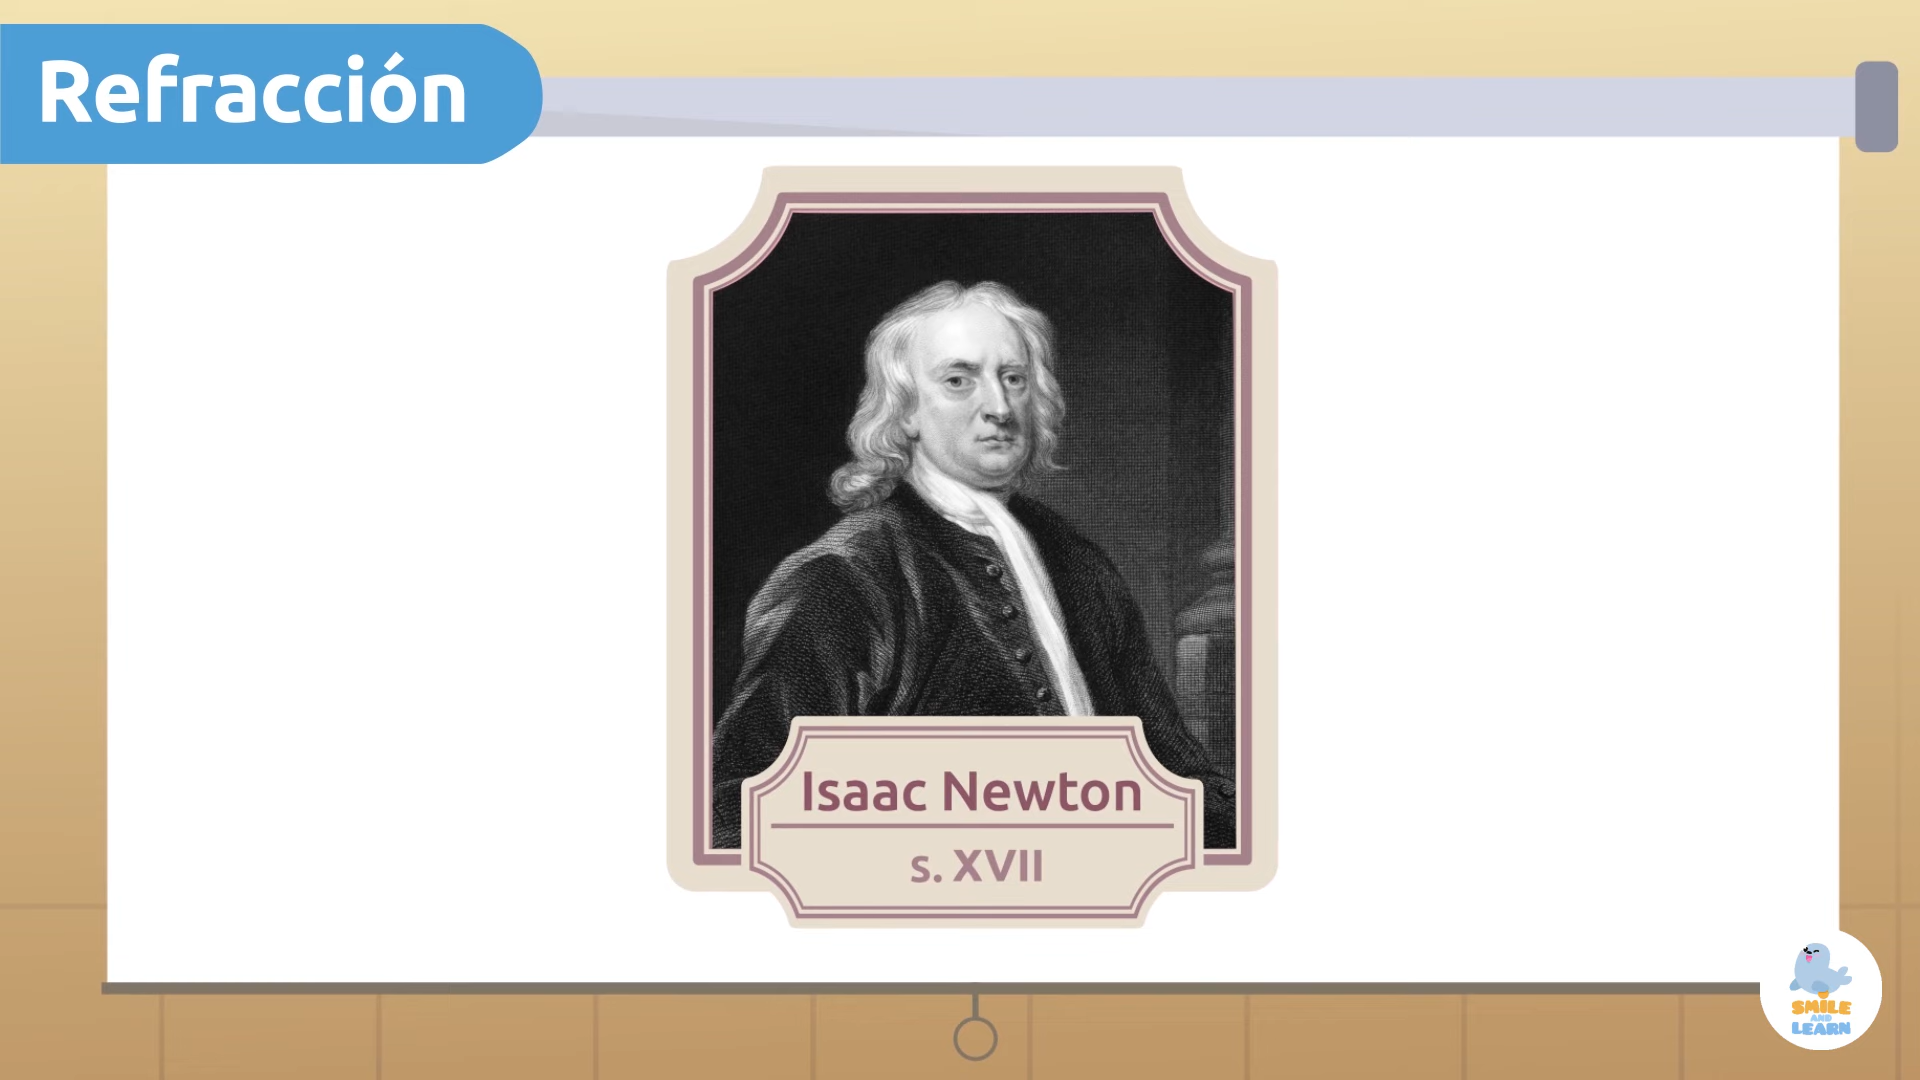 Refracción
Isaac Newton
s. XVII
SMILE
AND
LEARN